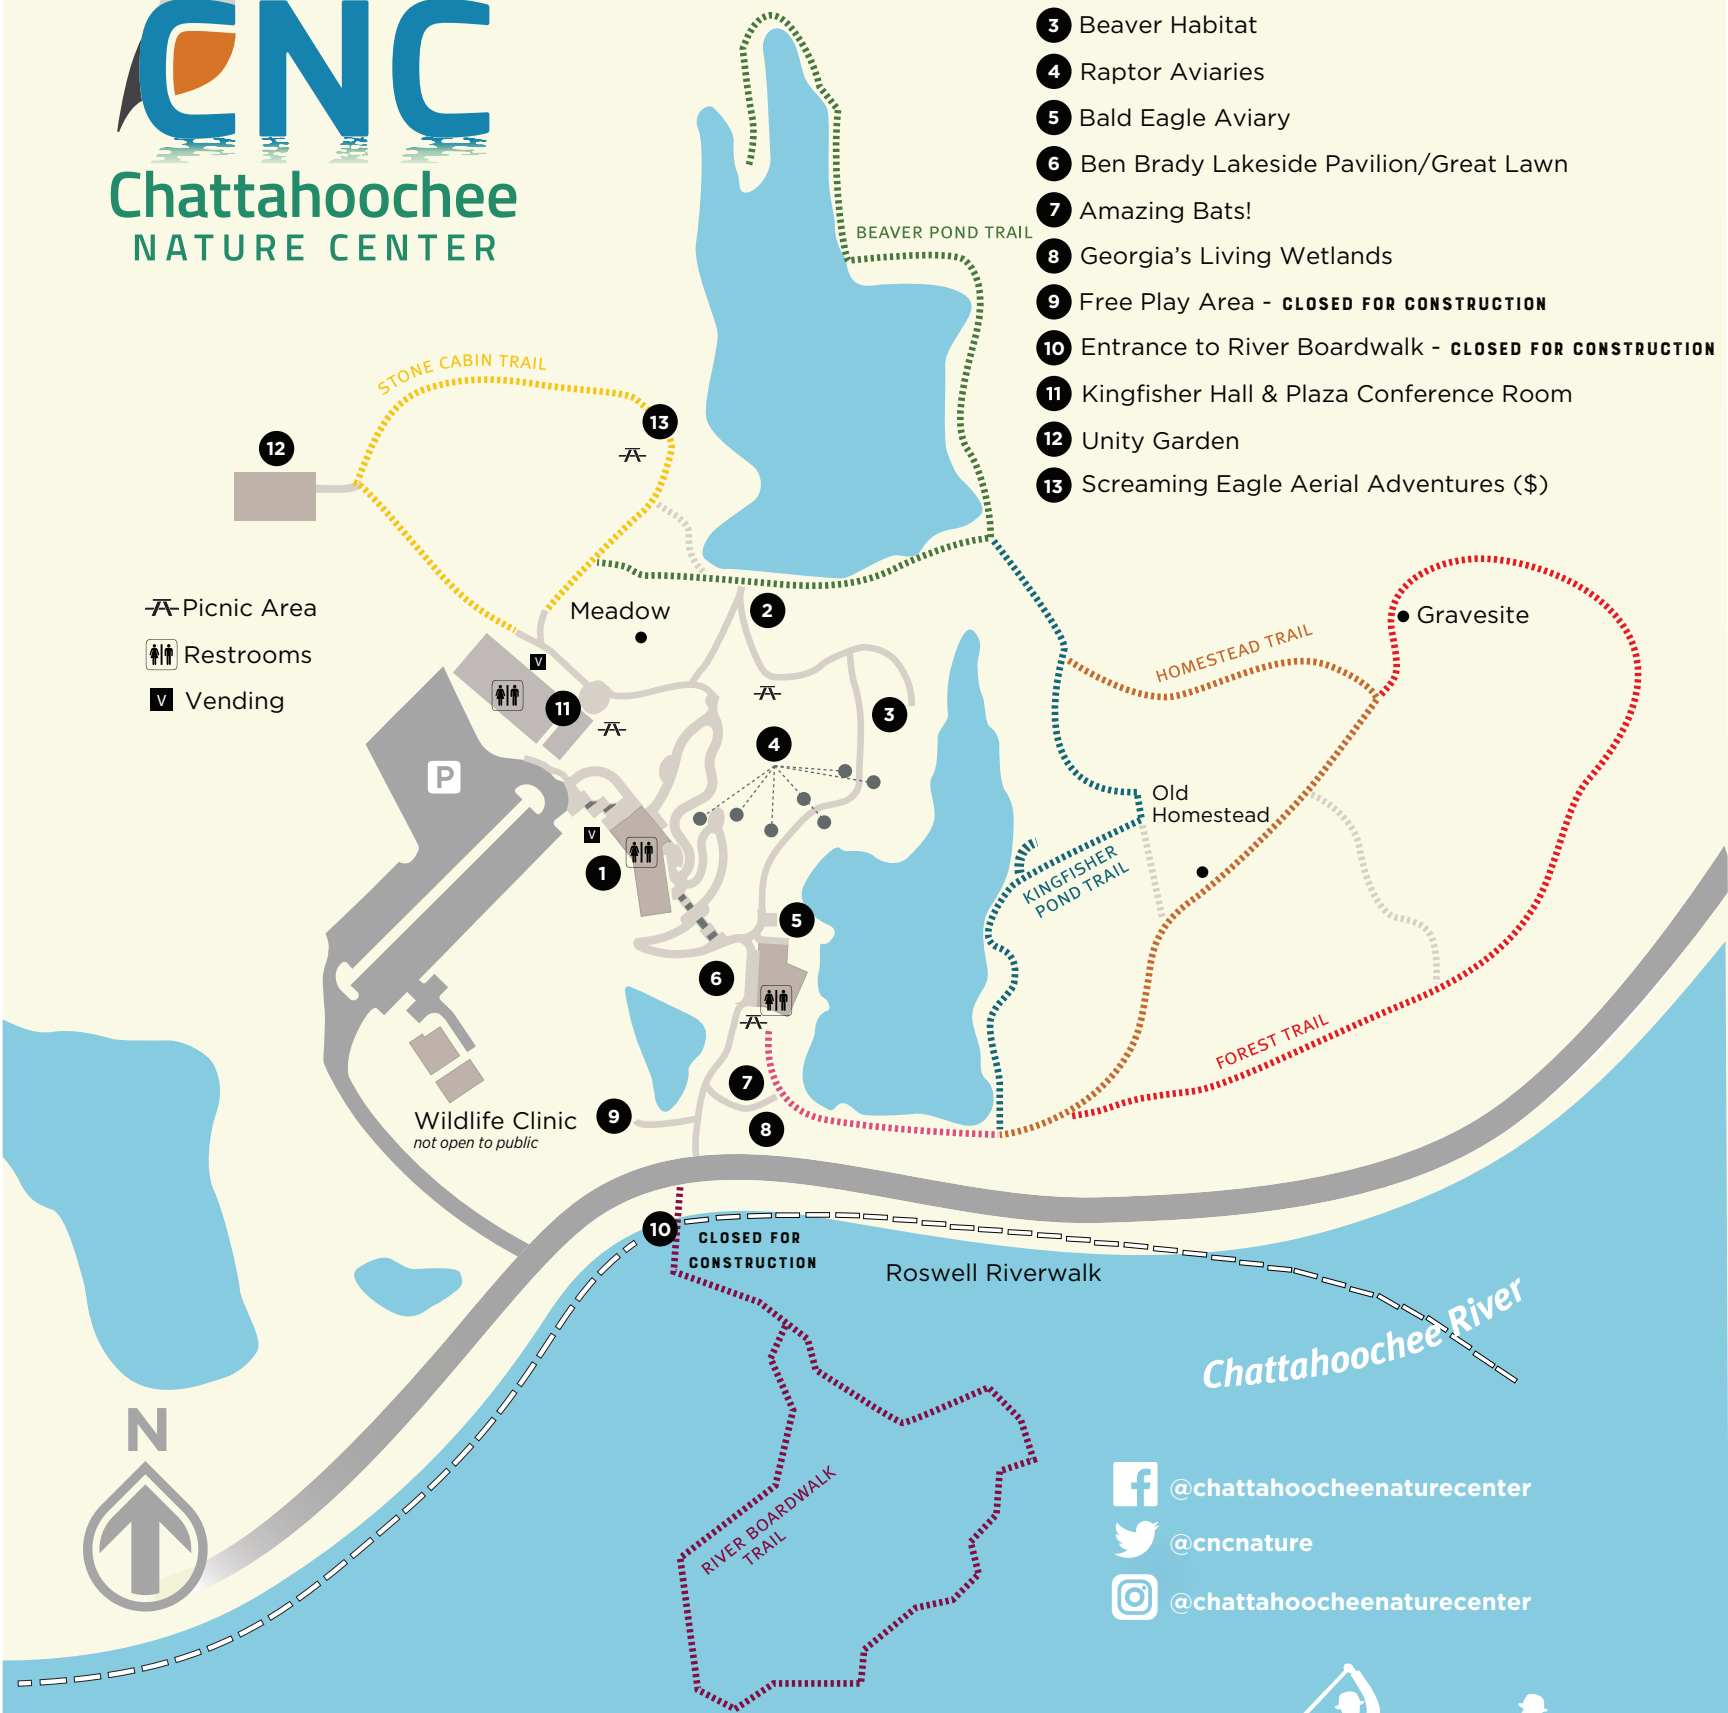 CNC
Chattahoochee
NATURE CENTER
3 Beaver Habitat
4 Raptor Aviaries
5 Bald Eagle Aviary
6 Ben Brady Lakeside Pavilion/Great Lawn
7 Amazing Bats!
8 Georgia’s Living Wetlands
9 Free Play Area - CLOSED FOR CONSTRUCTION
10 Entrance to River Boardwalk - CLOSED FOR CONSTRUCTION
11 Kingfisher Hall & Plaza Conference Room
12 Unity Garden
13 Screaming Eagle Aerial Adventures ($)
BEAVER POND TRAIL
STONE CABIN TRAIL
13
12
Picnic Area
Restrooms
V Vending
Meadow
2
V
11
3
4
P
V
1
5
6
7
8
9
Gravesite
HOMESTEAD TRAIL
Old
Homestead
KINGFISHER
POND TRAIL
FOREST TRAIL
Wildlife Clinic
not open to public
10
CLOSED FOR
CONSTRUCTION
Roswell Riverwalk
Chattahoochee River
N
RIVER BOARDWALK
TRAIL
@chattahoocheenaturecenter
@cncnature
@chattahoocheenaturecenter